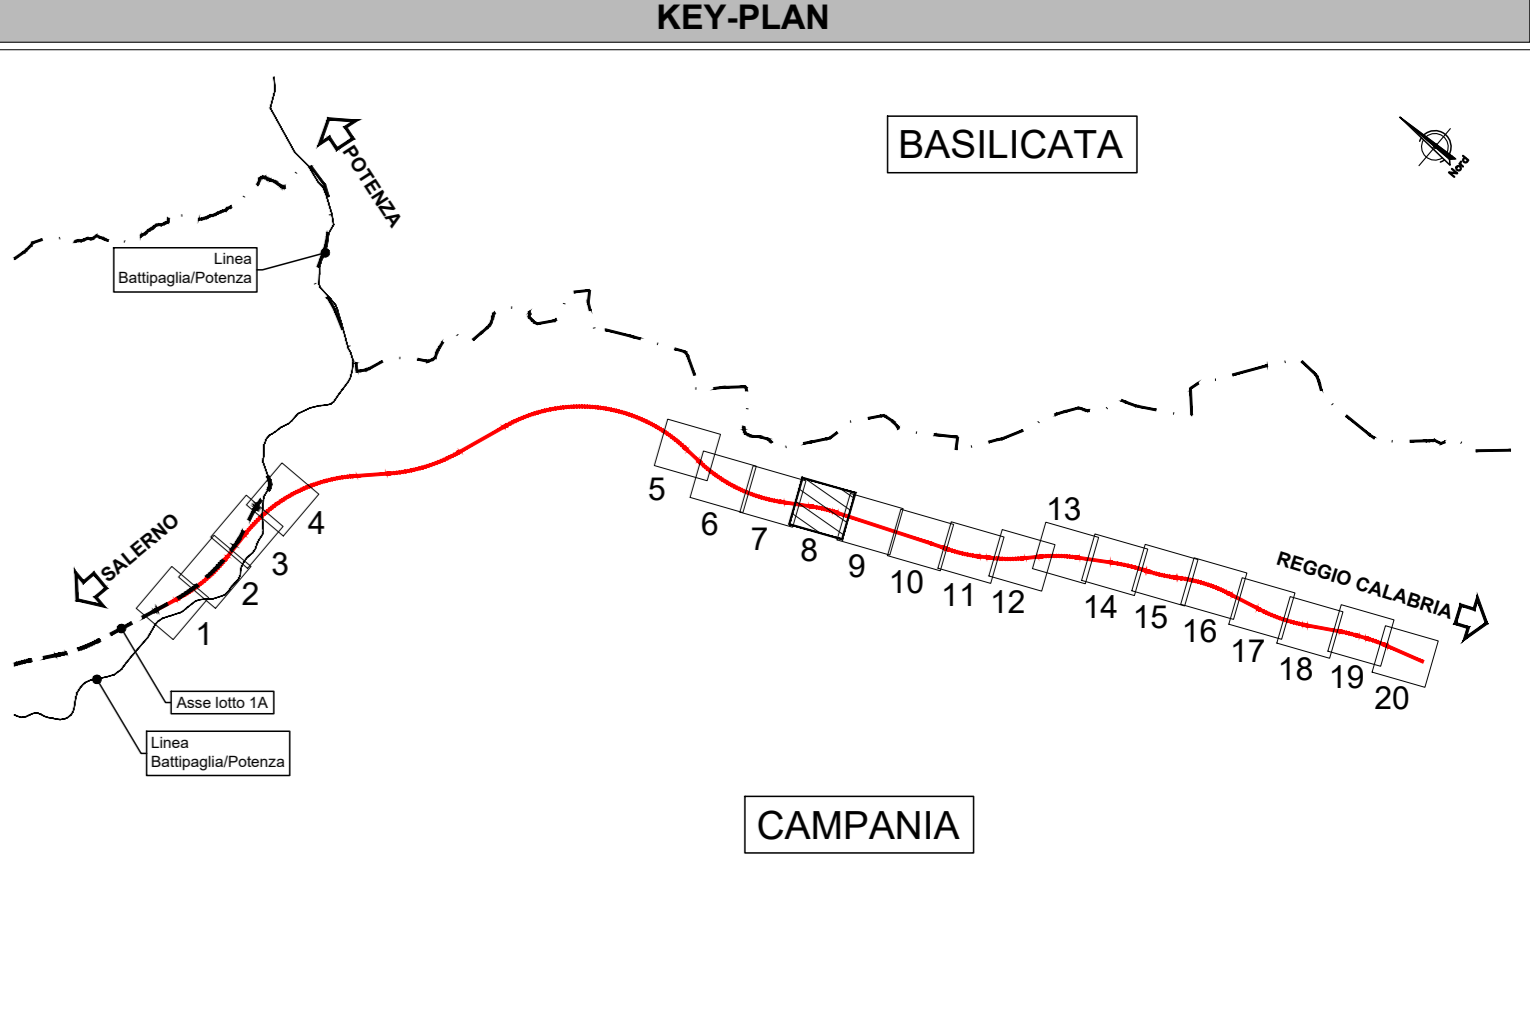 KEY-PLAN
BASILICATA
Nord
POTENZA
Linea
Battipaglia/Potenza
SALERNO
1
2
3
4
5
6
7
8
9
10
11
12
13
14
15
16
17
18
19
20
REGGIO CALABRIA
Asse lotto 1A
Linea
Battipaglia/Potenza
CAMPANIA